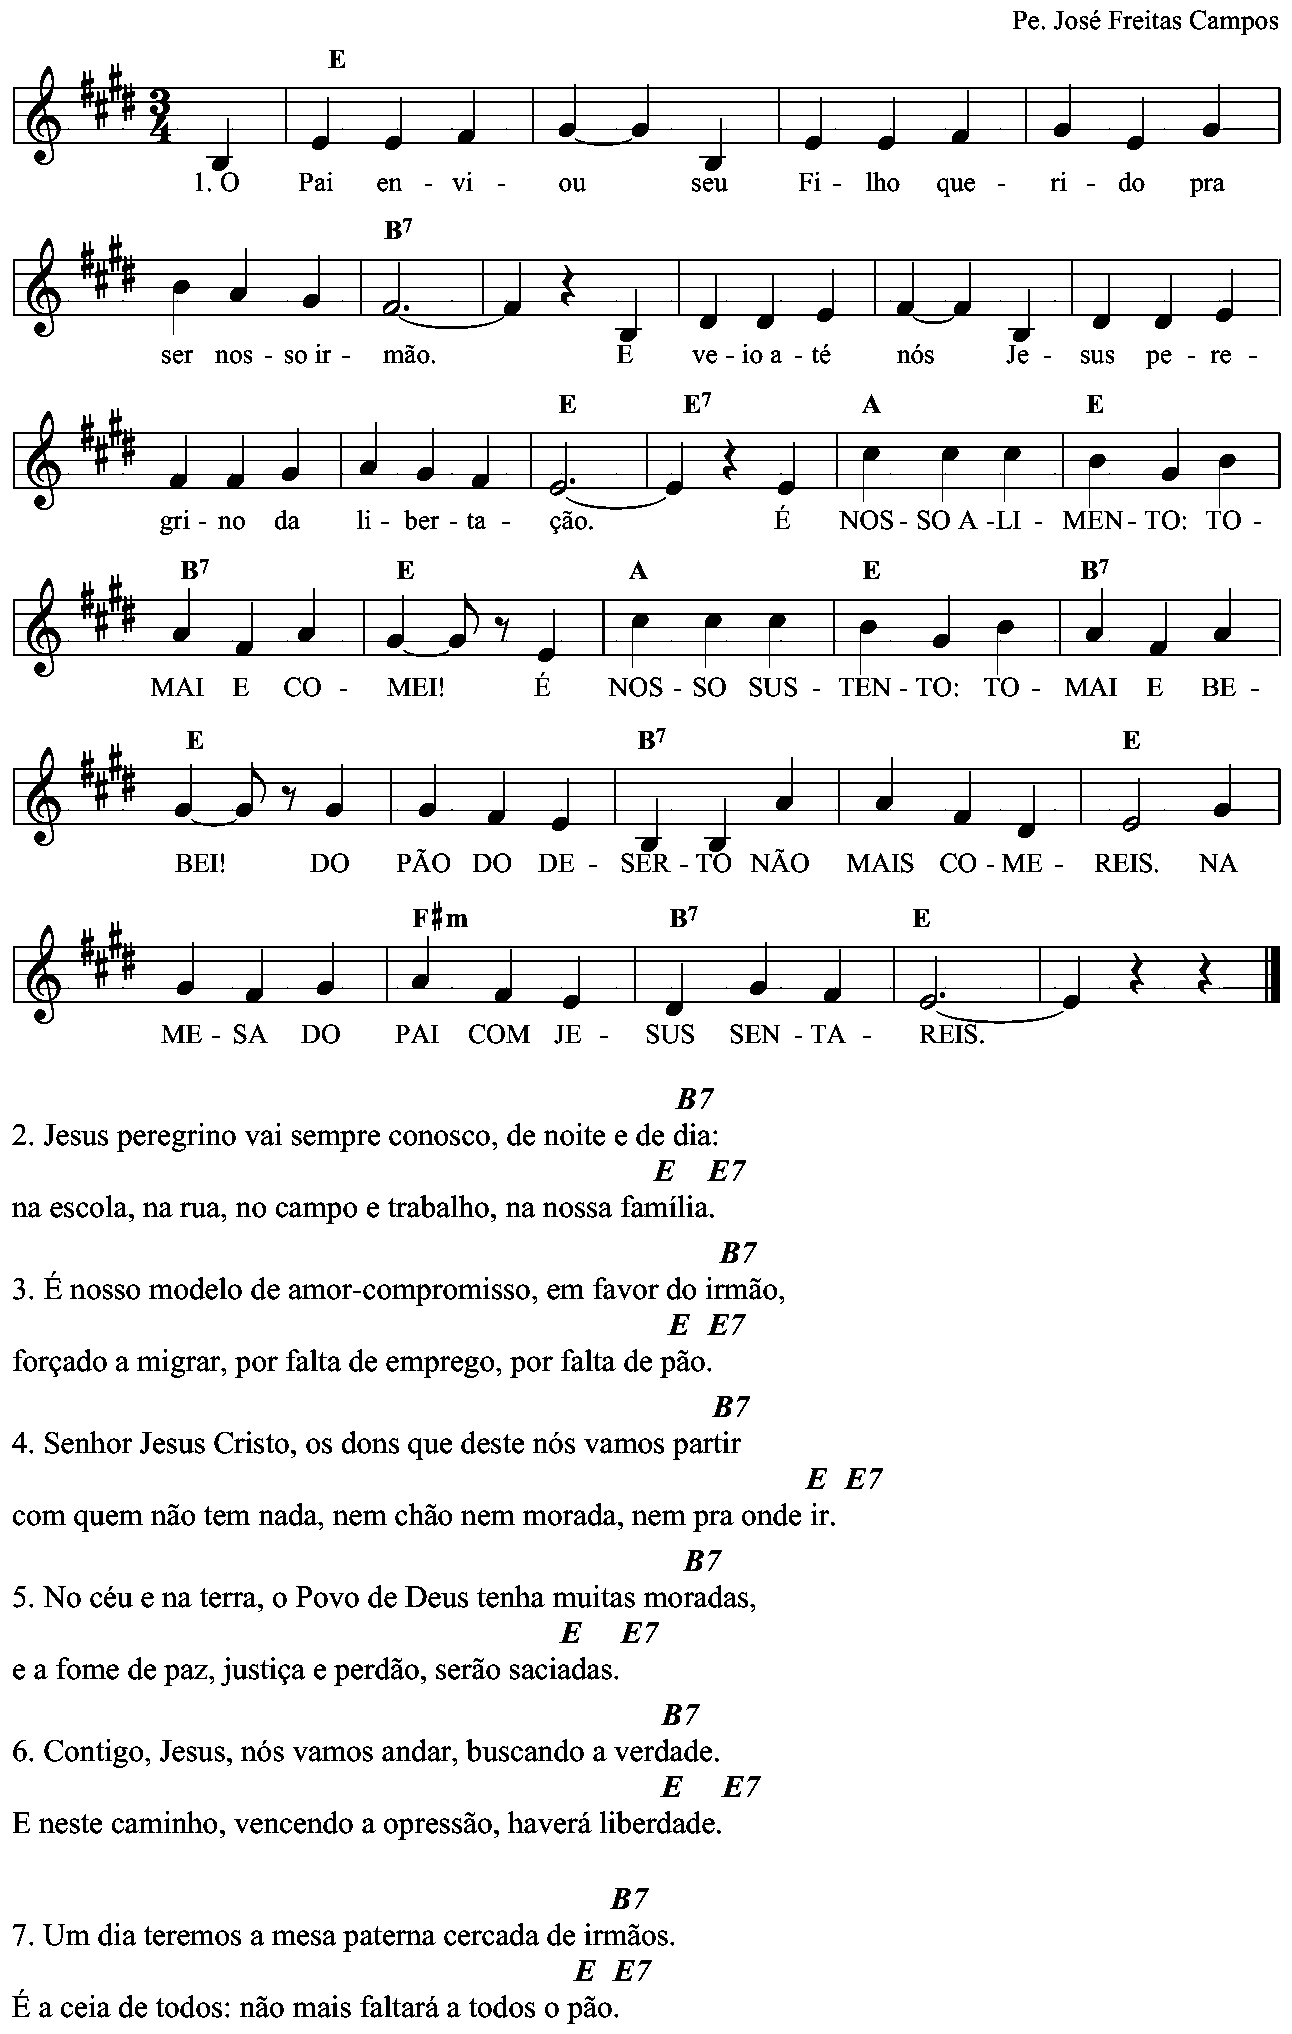 Pe. José Freitas Campos
E
1. O Pai en - vi - ou seu Fi - lho que - ri - do pra
B7
ser nos - so ir - mão. E ve - io a - té nós Je - sus pe - re -
E E7 A E
gri - no da li - ber - ta - ção. É NOS - SO A - LI - MEN - TO: TO -
B7 E A E B7
MAI E CO - MEI! É NOS - SO SUS - TEN - TO: TO - MAI E BE -
E B7 E
BEI! DO PÃO DO DE - SER - TO NÃO MAIS CO - ME - REIS. NA
F#m B7 E
ME - SA DO PAI COM JE - SUS SEN - TA - REIS.
B7
2. Jesus peregrino vai sempre conosco, de noite e de dia:
E E7
na escola, na rua, no campo e trabalho, na nossa família.
B7
3. É nosso modelo de amor-compromisso, em favor do irmão,
E E7
forçado a migrar, por falta de emprego, por falta de pão.
B7
4. Senhor Jesus Cristo, os dons que deste nós vamos partir
E E7
com quem não tem nada, nem chão nem morada, nem pra onde ir.
B7
5. No céu e na terra, o Povo de Deus tenha muitas moradas,
E E7
e a fome de paz, justiça e perdão, serão saciadas.
B7
6. Contigo, Jesus, nós vamos andar, buscando a verdade.
E E7
E neste caminho, vencendo a opressão, haverá liberdade.
B7
7. Um dia teremos a mesa paterna cercada de irmãos.
E E7
É a ceia de todos: não mais faltará a todos o pão.